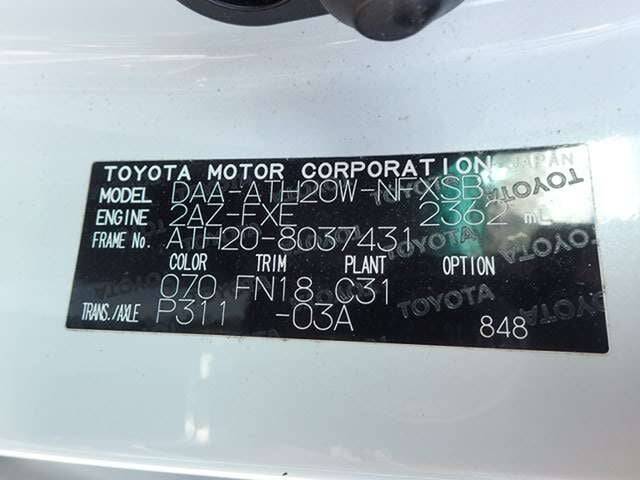 TOYOTA MOTOR CORPORATION JAPAN
MODEL DAA-ATH20W-NFXSB
ENGINE 2AZ-FXE 2362 mL
FRAME No. ATH20-8037431
COLOR TRIM PLANT OPTION
070 FN18 C31
TRANS./AXLE P311 -03A
848